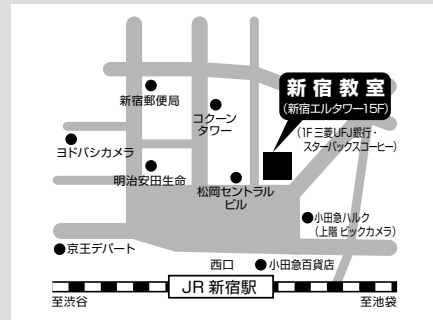 新宿教室
(新宿エルタワー15F)
(1F 三菱UFJ銀行・
スターバックスコーヒー)
新宿郵便局
コクーン
タワー
ヨドバシカメラ
明治安田生命
松岡セントラル
ビル
小田急ハルク
(上階 ビックカメラ)
京王デパート
西口
小田急百貨店
JR 新宿駅
至渋谷
至池袋